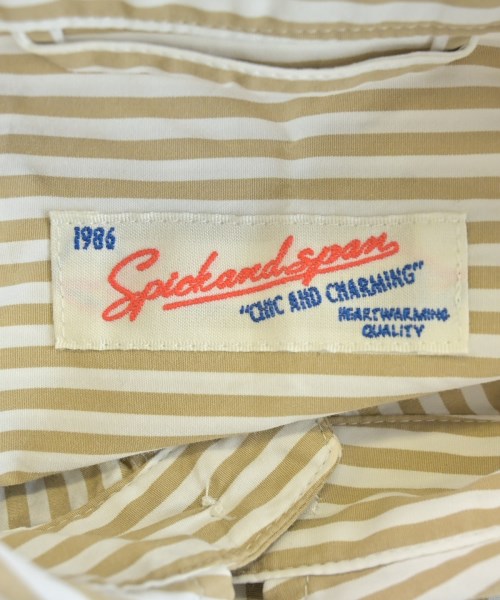 1986
Spickandspan
"CHIC AND CHARMING"
HEARTWARMING
QUALITY